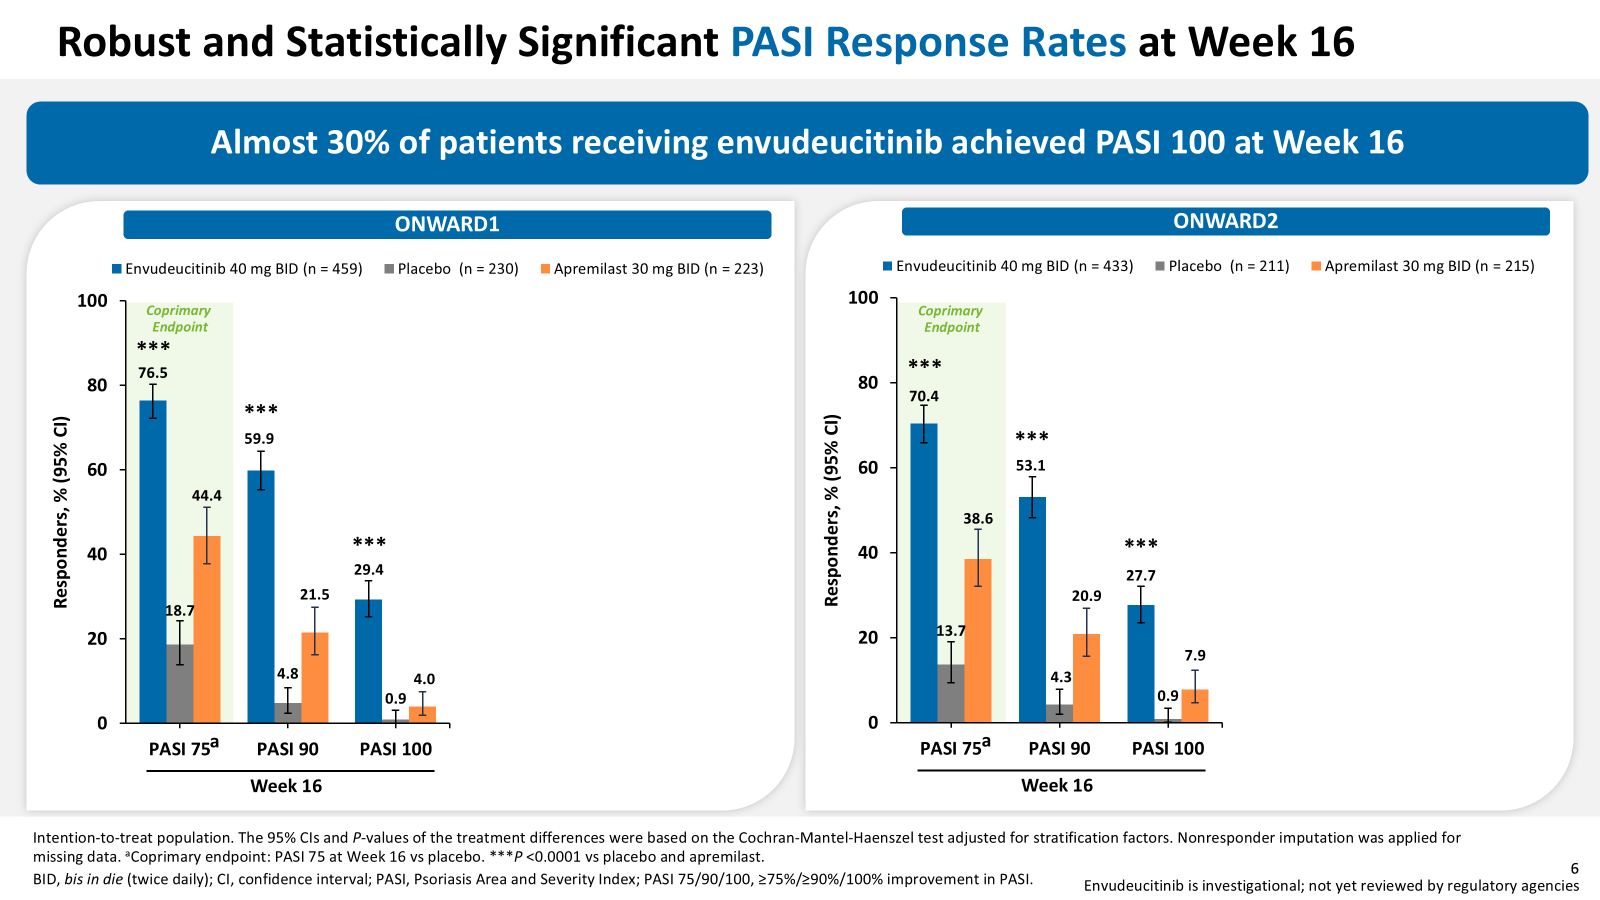 Robust and Statistically Significant PASI Response Rates at Week 16
Almost 30% of patients receiving envudeucitinib achieved PASI 100 at Week 16
ONWARD1
Envudeucitinib 40 mg BID (n = 459) Placebo (n = 230) Apremilast 30 mg BID (n = 223)
Responders, % (95% CI)
100
80
60
40
20
0
Coprimary
Endpoint
***
76.5
18.7
44.4
***
59.9
4.8
21.5
***
29.4
0.9
4.0
PASI 75a PASI 90 PASI 100
Week 16
ONWARD2
Envudeucitinib 40 mg BID (n = 433) Placebo (n = 211) Apremilast 30 mg BID (n = 215)
Responders, % (95% CI)
100
80
60
40
20
0
Coprimary
Endpoint
***
70.4
13.7
38.6
***
53.1
4.3
20.9
***
27.7
0.9
7.9
PASI 75a PASI 90 PASI 100
Week 16
Intention-to-treat population. The 95% CIs and P-values of the treatment differences were based on the Cochran-Mantel-Haenszel test adjusted for stratification factors. Nonresponder imputation was applied for
missing data. aCoprimary endpoint: PASI 75 at Week 16 vs placebo. ***P <0.0001 vs placebo and apremilast.
BID, bis in die (twice daily); CI, confidence interval; PASI, Psoriasis Area and Severity Index; PASI 75/90/100, ≥75%/≥90%/100% improvement in PASI.
6
Envudeucitinib is investigational; not yet reviewed by regulatory agencies